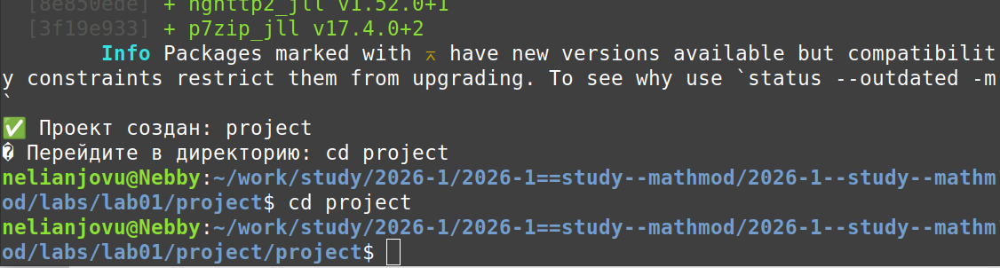 [8e850ede] + nghttp2_jll v1.52.0+1
[3f19e933] + p7zip_jll v17.4.0+2
Info Packages marked with ⌅ have new versions available but compatibilit
y constraints restrict them from upgrading. To see why use `status --outdated -m
`
✅ Проект создан: project
� Перейдите в директорию: cd project
nelianjovu@Nebby:~/work/study/2026-1/2026-1==study--mathmod/2026-1--study--mathm
od/labs/lab01/project$ cd project
nelianjovu@Nebby:~/work/study/2026-1/2026-1==study--mathmod/2026-1--study--mathm
od/labs/lab01/project/project$